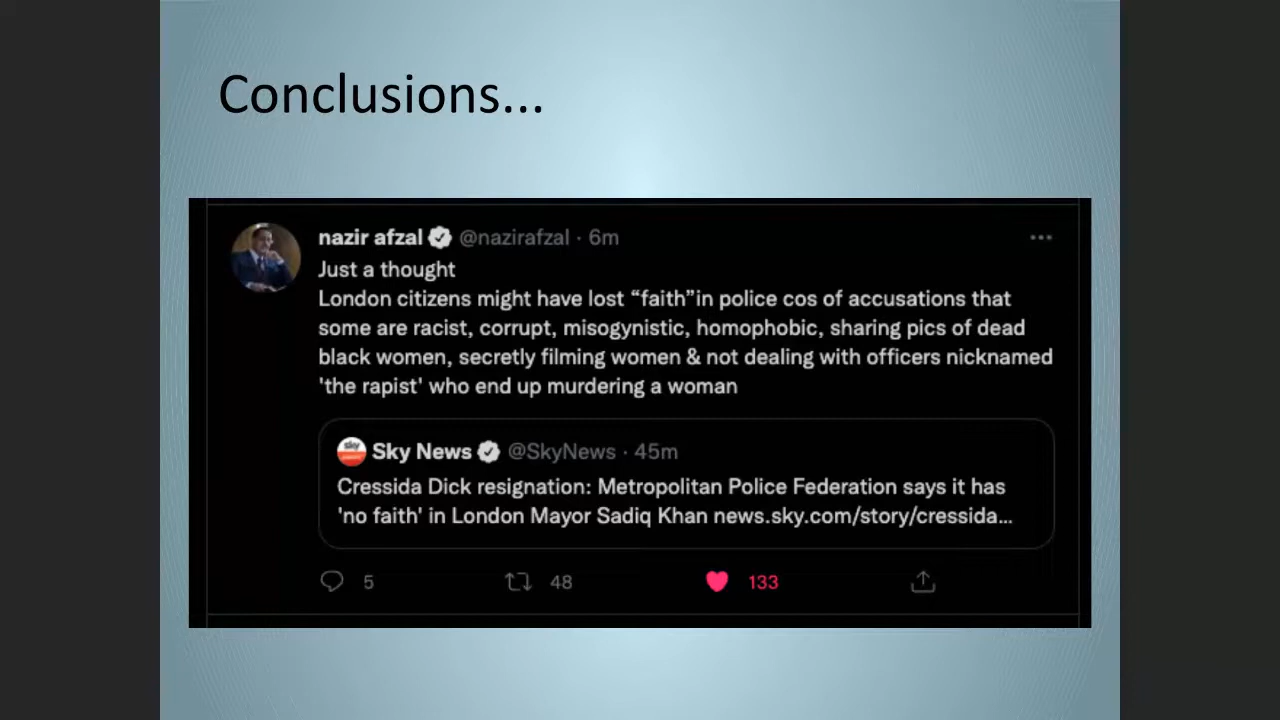 Conclusions...
nazir afzal @nazirafzal · 6m
Just a thought
London citizens might have lost “faith”in police cos of accusations that
some are racist, corrupt, misogynistic, homophobic, sharing pics of dead
black women, secretly filming women & not dealing with officers nicknamed
'the rapist' who end up murdering a woman
sky
Sky News @SkyNews · 45m
Cressida Dick resignation: Metropolitan Police Federation says it has
'no faith' in London Mayor Sadiq Khan news.sky.com/story/cressida...
5 48 133